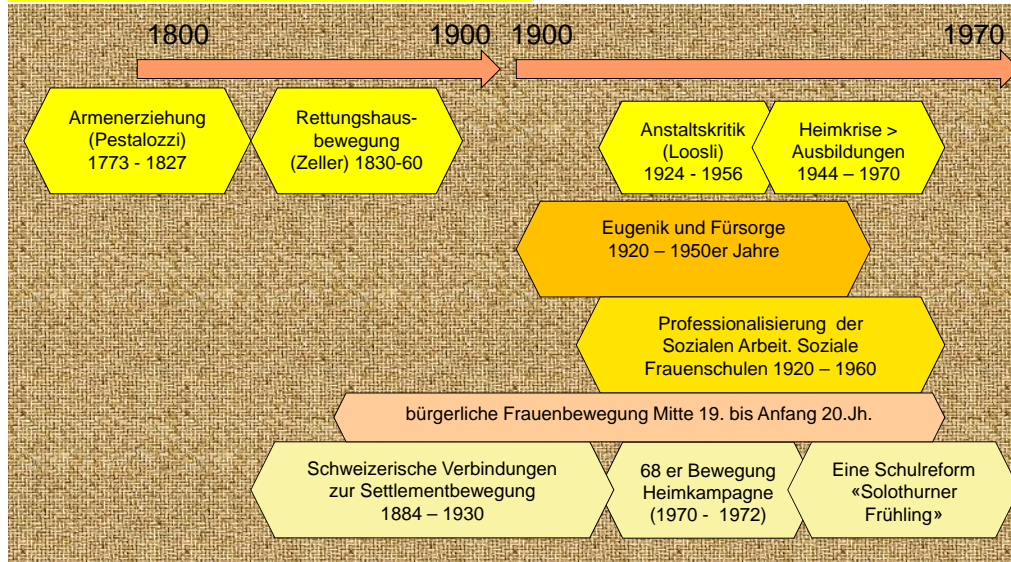 1800 1900 1900 1970
Armenerziehung
(Pestalozzi)
1773 - 1827
Rettungshaus-
bewegung
(Zeller) 1830-60
Anstaltskritik
(Loosli)
1924 - 1956
Heimkrise >
Ausbildungen
1944 – 1970
Eugenik und Fürsorge
1920 – 1950er Jahre
Professionalisierung der
Sozialen Arbeit. Soziale
Frauenschulen 1920 – 1960
bürgerliche Frauenbewegung Mitte 19. bis Anfang 20.Jh.
Schweizerische Verbindungen
zur Settlementbewegung
1884 – 1930
68 er Bewegung
Heimkampagne
(1970 - 1972)
Eine Schulreform
«Solothurner
Frühling»